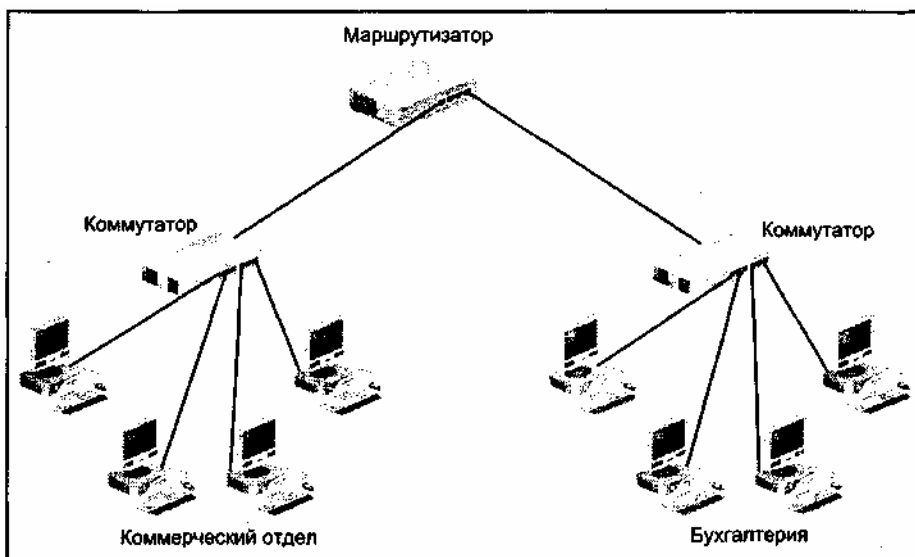 Маршрутизатор
Коммутатор
Коммутатор
Коммерческий отдел
Бухгалтерия